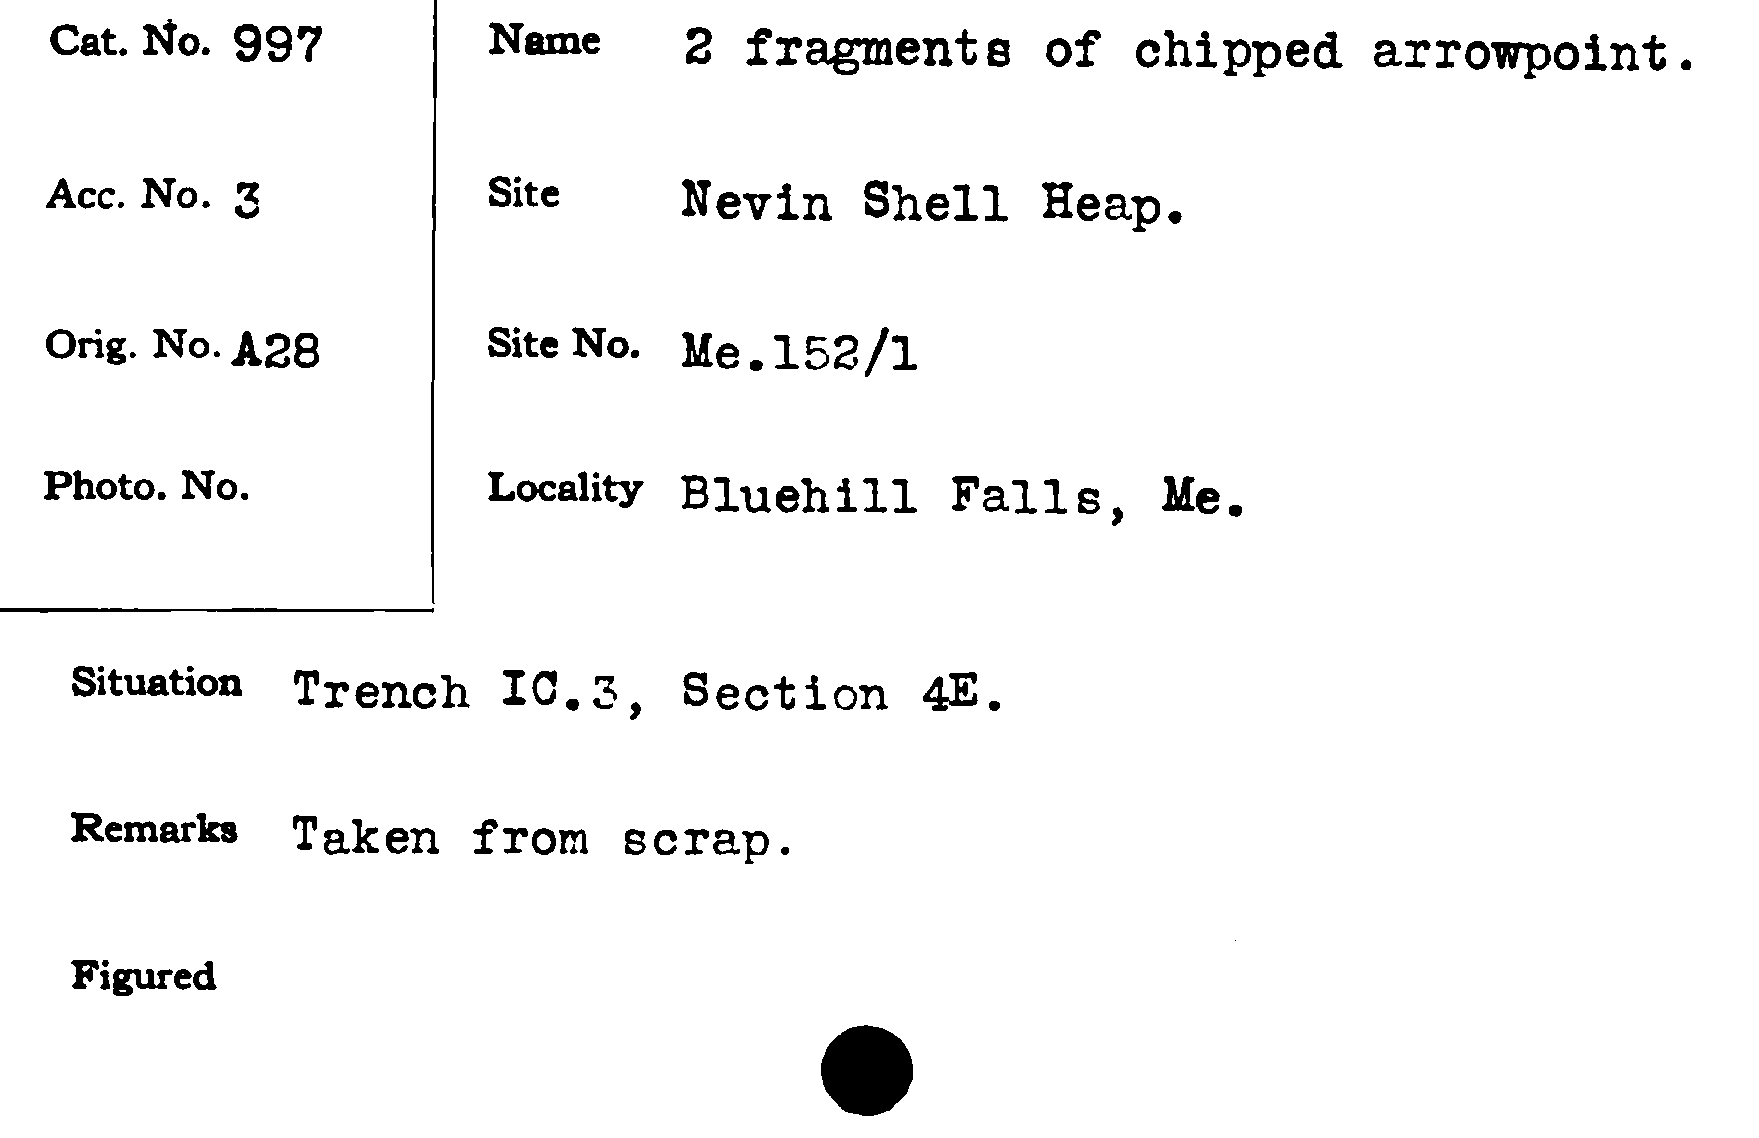 Cat. No. 997
Name 2 fragments of chipped arrowpoint.
Acc. No. 3
Site Nevin Shell Heap.
Orig. No. A28
Site No. Me.152/1
Photo. No.
Locality Bluehill Falls, Me.
Situation Trench IC.3, Section 4E.
Remarks Taken from scrap.
Figured